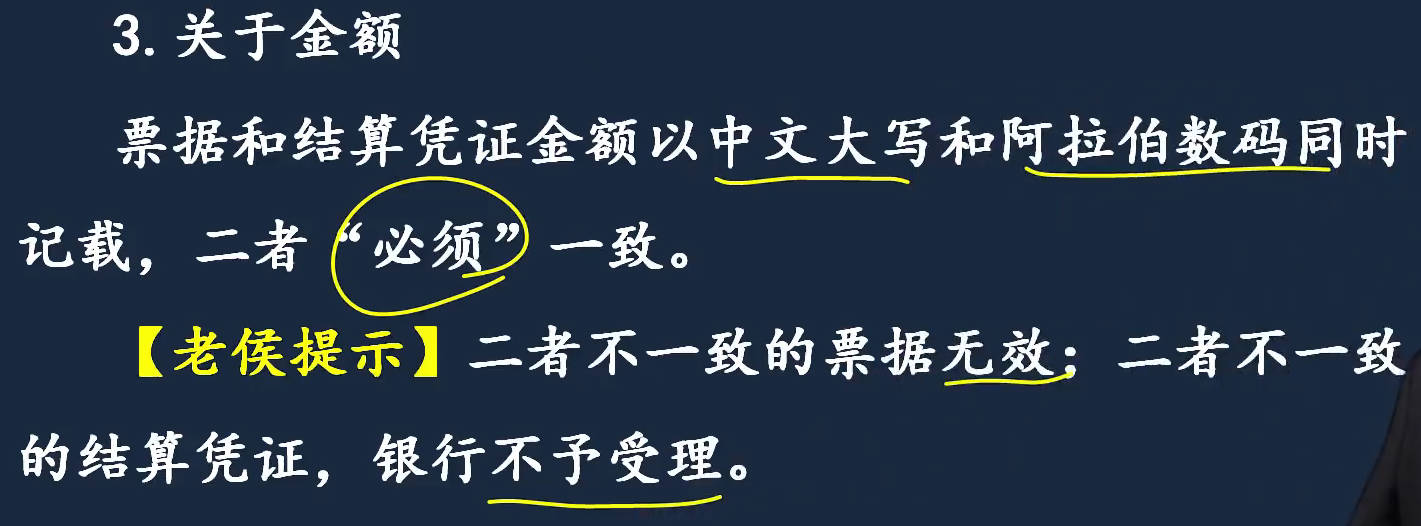 3. 关于金额
票据和结算凭证金额以中文大写和阿拉伯数码同时
记载，二者“必须”一致。
【老侯提示】二者不一致的票据无效；二者不一致
的结算凭证，银行不予受理。